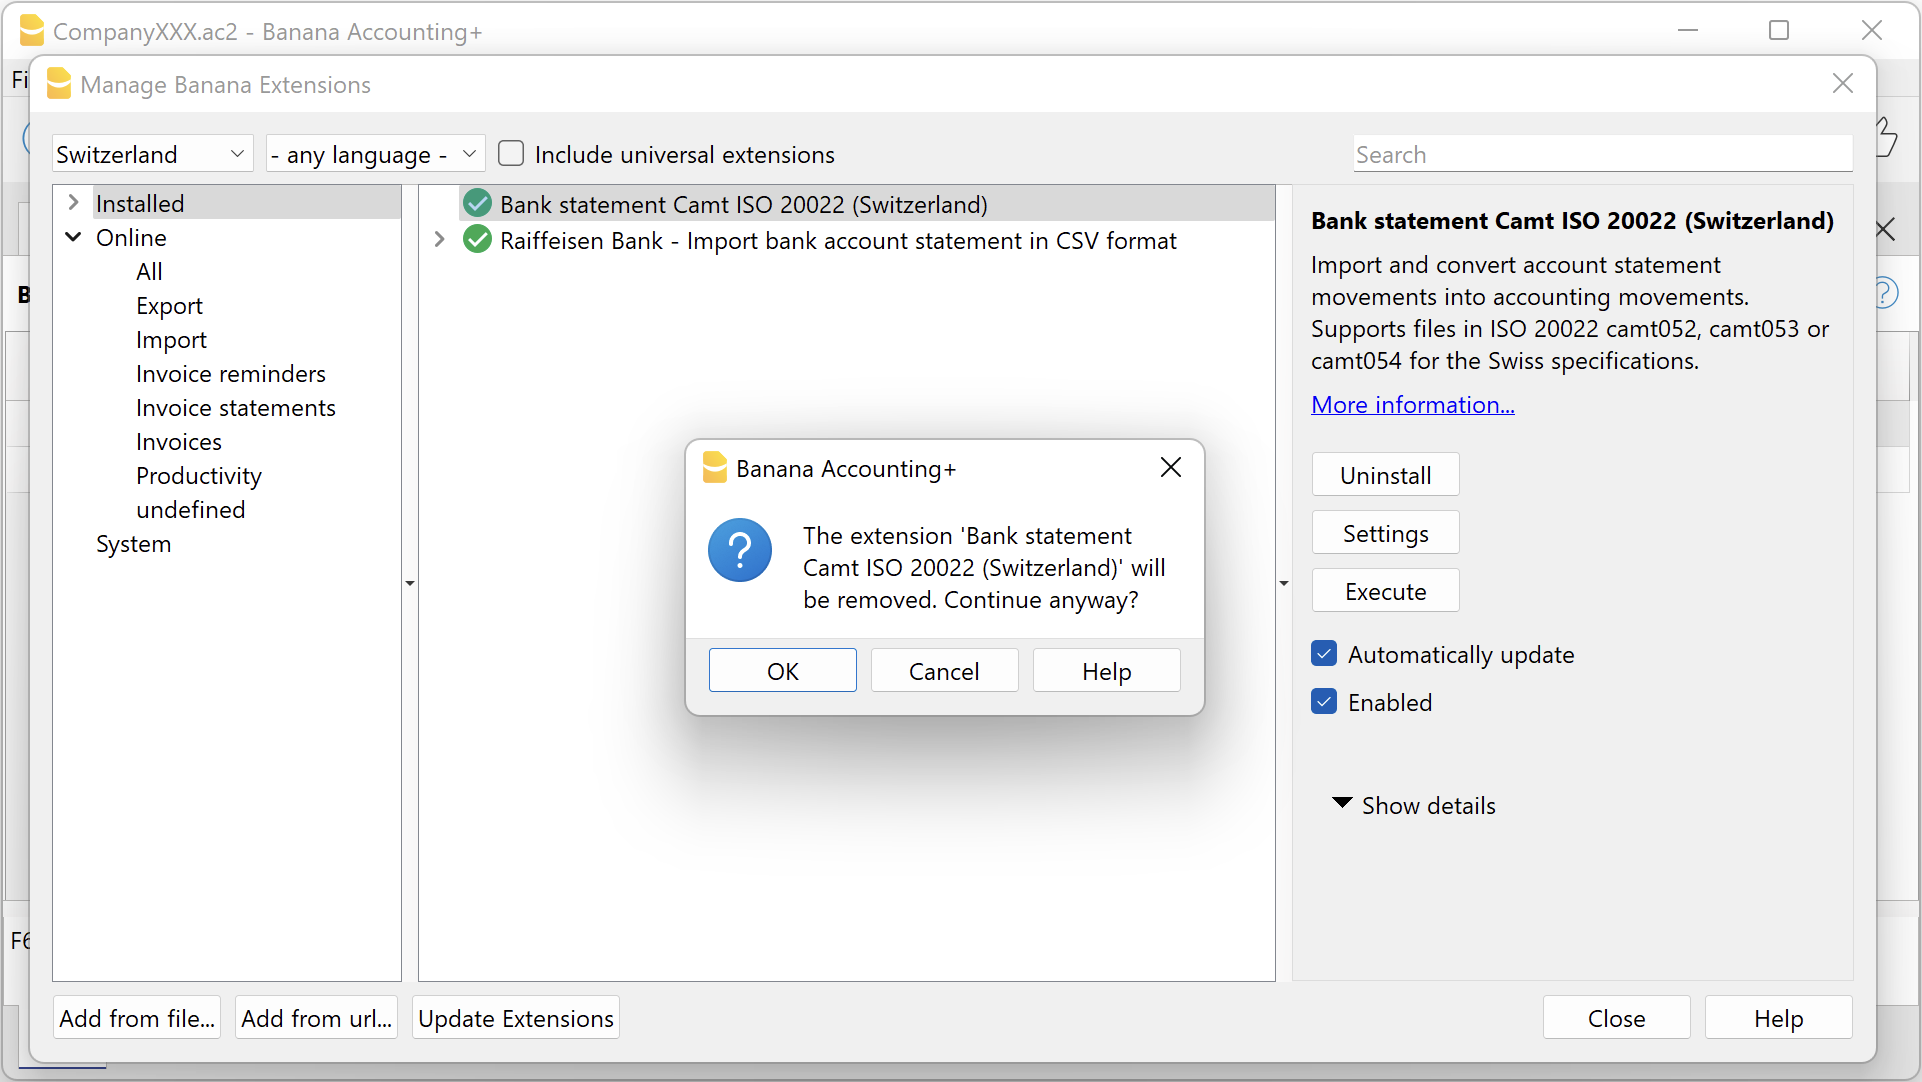 CompanyXXX.ac2 - Banana Accounting+
Fi
Manage Banana Extensions
Switzerland
- any language -
Include universal extensions
Search
Installed
Online
All
Export
Import
Invoice reminders
Invoice statements
Invoices
Productivity
undefined
System
Bank statement Camt ISO 20022 (Switzerland)
Raiffeisen Bank - Import bank account statement in CSV format
Bank statement Camt ISO 20022 (Switzerland)
Import and convert account statement
movements into accounting movements.
Supports files in ISO 20022 camt052, camt053 or
camt054 for the Swiss specifications.
More information...
Uninstall
Settings
Execute
Automatically update
Enabled
Show details
Banana Accounting+
The extension 'Bank statement
Camt ISO 20022 (Switzerland)' will
be removed. Continue anyway?
OK
Cancel
Help
F6
Add from file...
Add from url...
Update Extensions
Close
Help